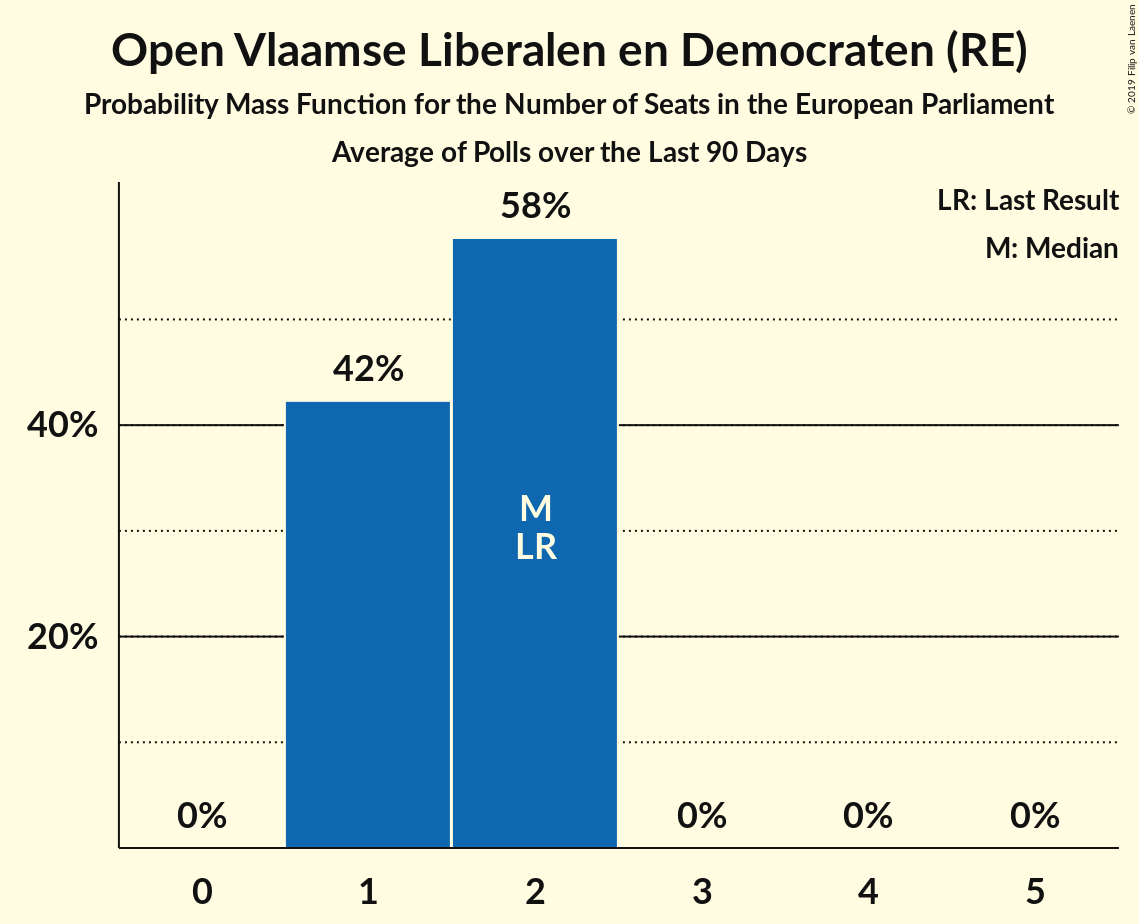 Open Vlaamse Liberalen en Democraten (RE)
Probability Mass Function for the Number of Seats in the European Parliament
Average of Polls over the Last 90 Days
© 2019 Filip van Laenen
LR: Last Result
M: Median
58%
42%
40%
20%
M
LR
0%
0%
0%
0%
0
1
2
3
4
5